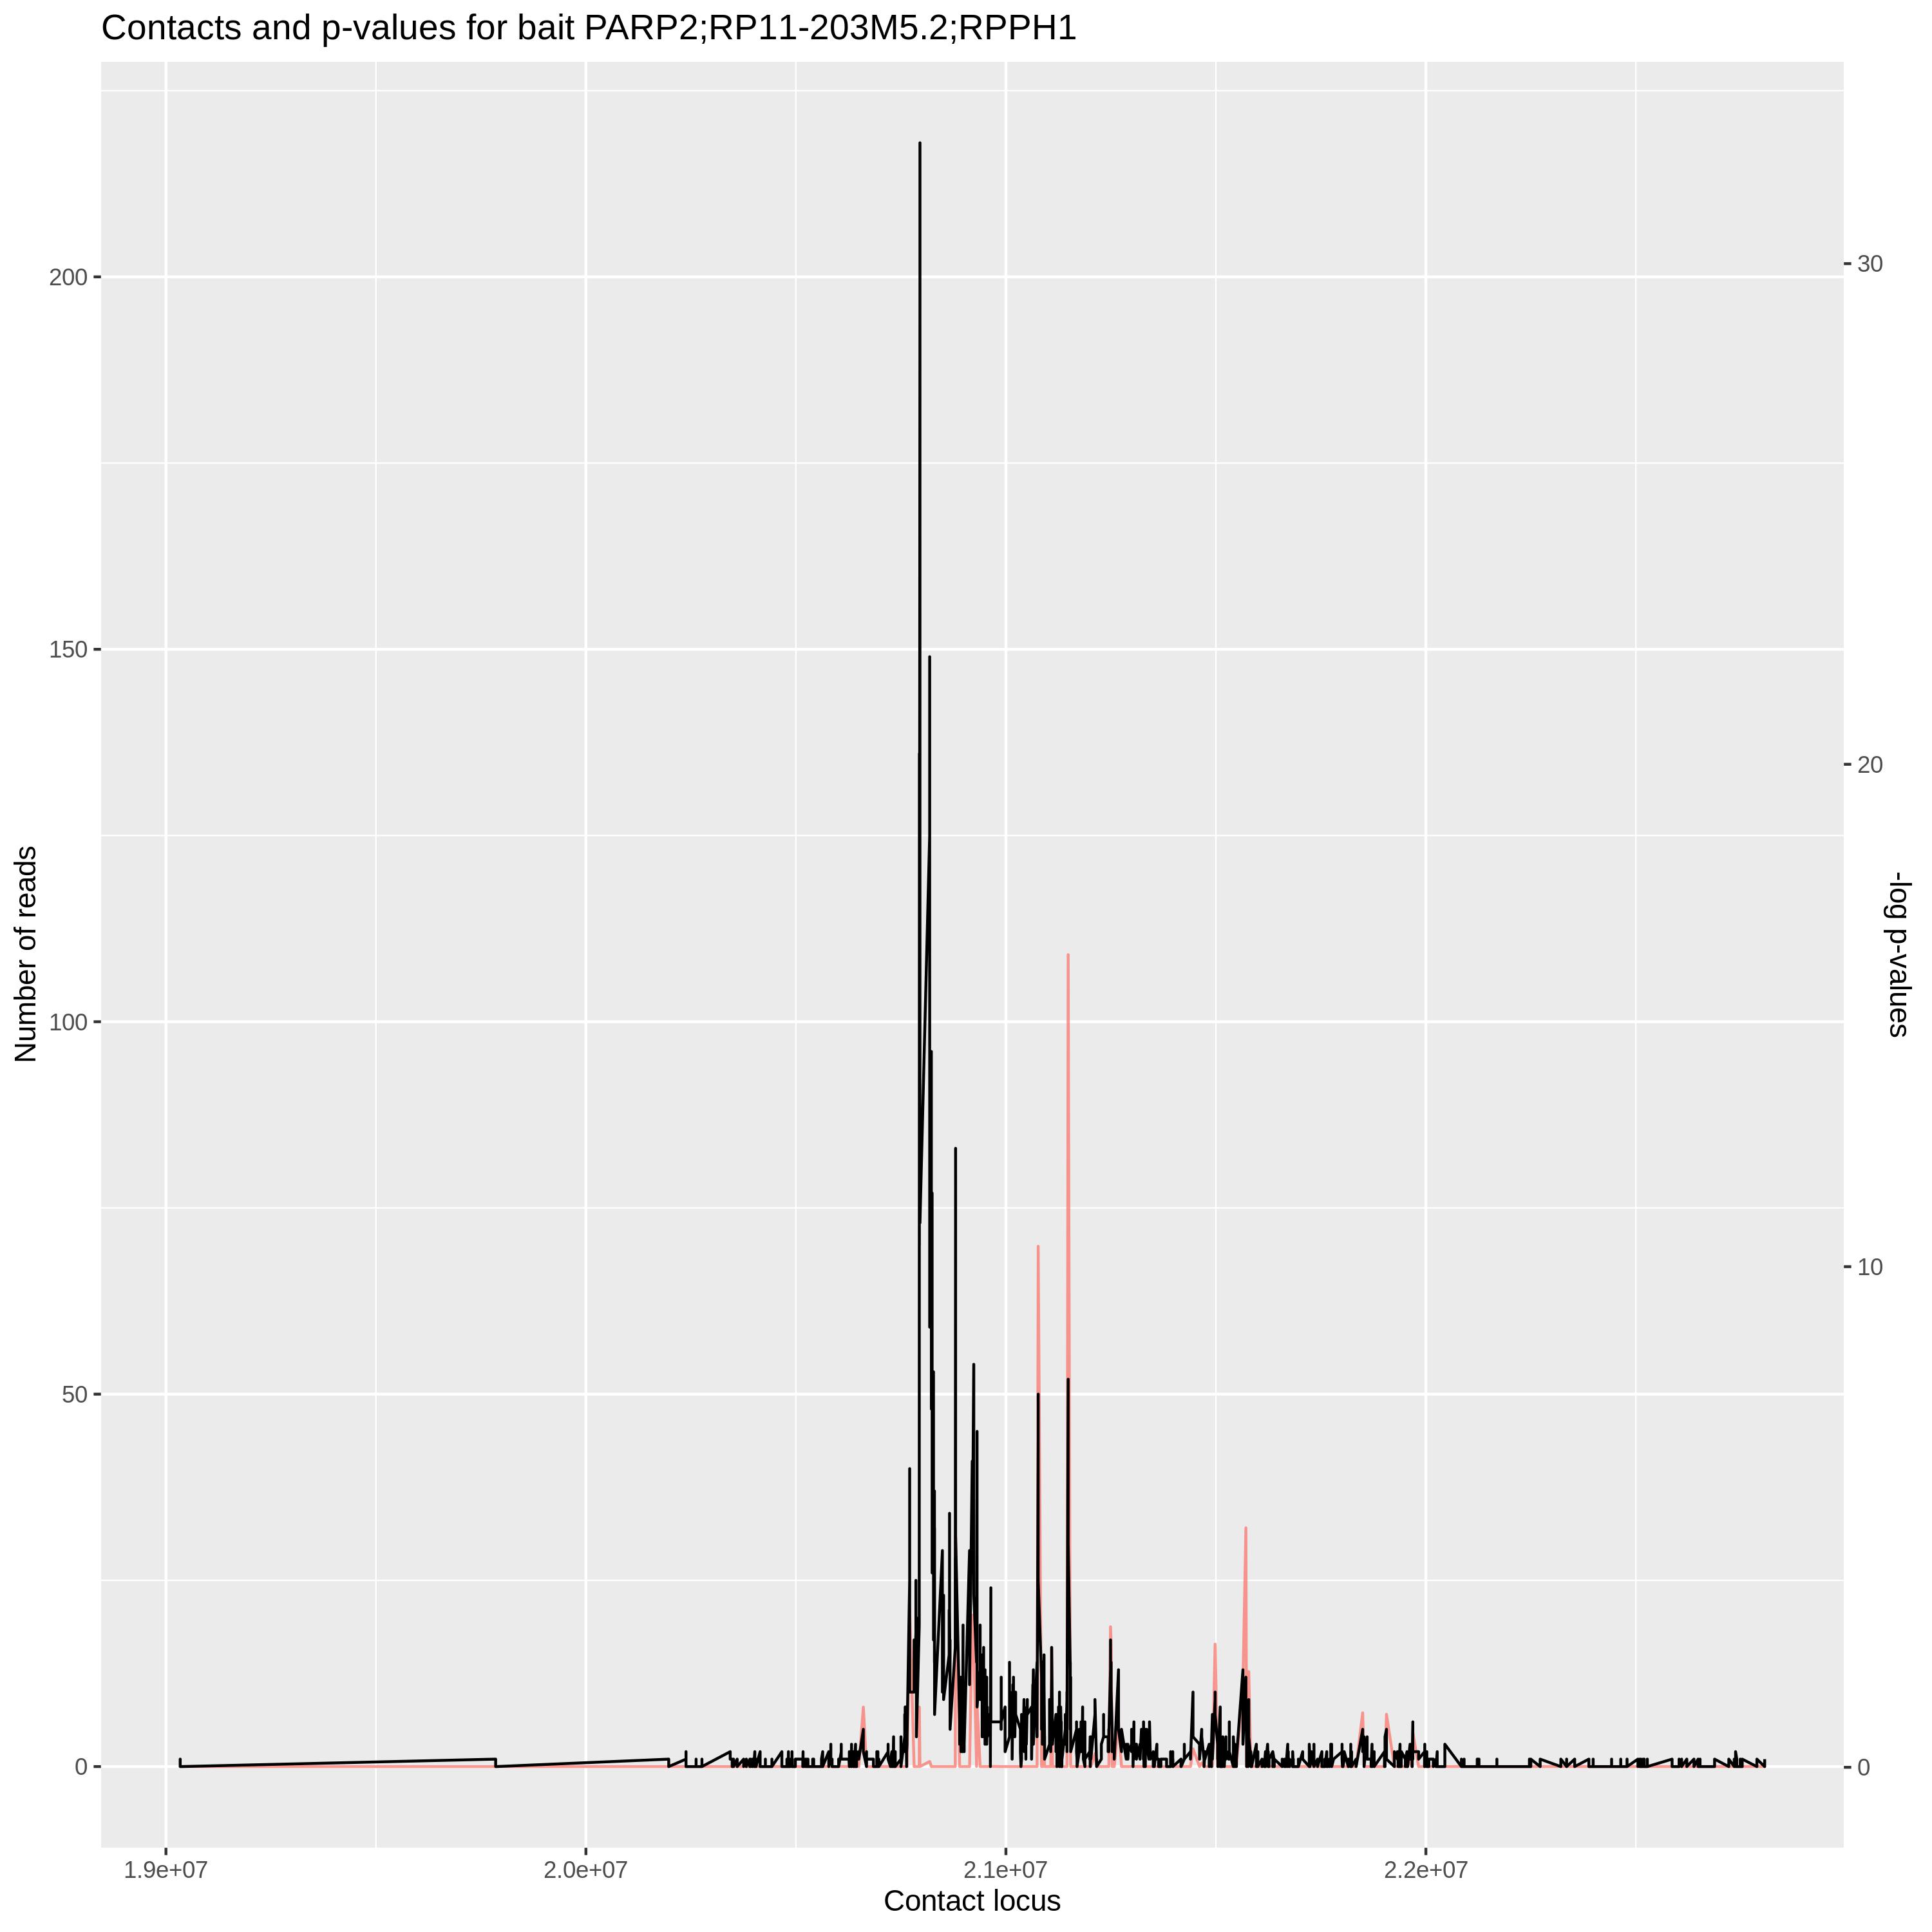 Contacts and p-values for bait PARP2;RP11-203M5.2;RPPH1
200
150
100
50
0
Number of reads
30
20
10
0
-log p-values
1.9e+07
2.0e+07
2.1e+07
2.2e+07
Contact locus